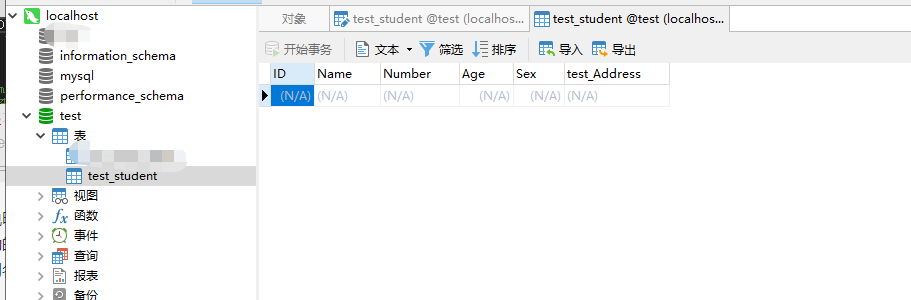 localhost
information_schema
mysql
performance_schema
test
表
test_student
视图
函数
事件
查询
报表
备份
对象 test_student @test (localhos... test_student @test (localhos...
开始事务 文本 筛选 排序 导入 导出
ID Name Number Age Sex test_Address
(N/A) (N/A) (N/A) (N/A) (N/A) (N/A)